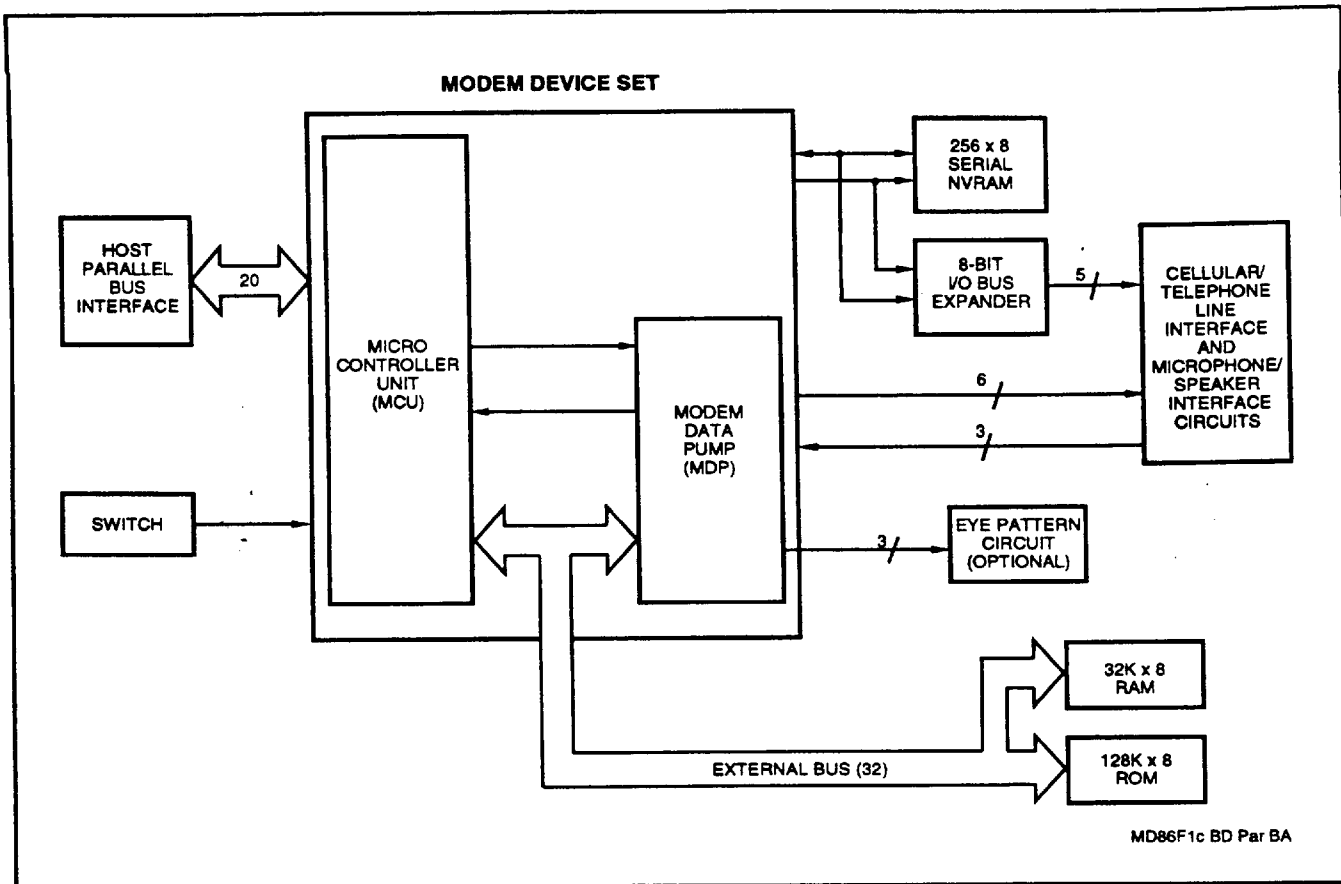 MODEM DEVICE SET
HOST
PARALLEL
BUS
INTERFACE
20
SWITCH
MICRO
CONTROLLER
UNIT
(MCU)
MODEM
DATA
PUMP
(MDP)
256 x 8
SERIAL
NVRAM
8-BIT
I/O BUS
EXPANDER
5
CELLULAR/
TELEPHONE
LINE
INTERFACE
AND
MICROPHONE/
SPEAKER
INTERFACE
CIRCUITS
6
3
3
EYE PATTERN
CIRCUIT
(OPTIONAL)
32K x 8
RAM
EXTERNAL BUS (32)
128K x 8
ROM
MD86F1c BD Par BA